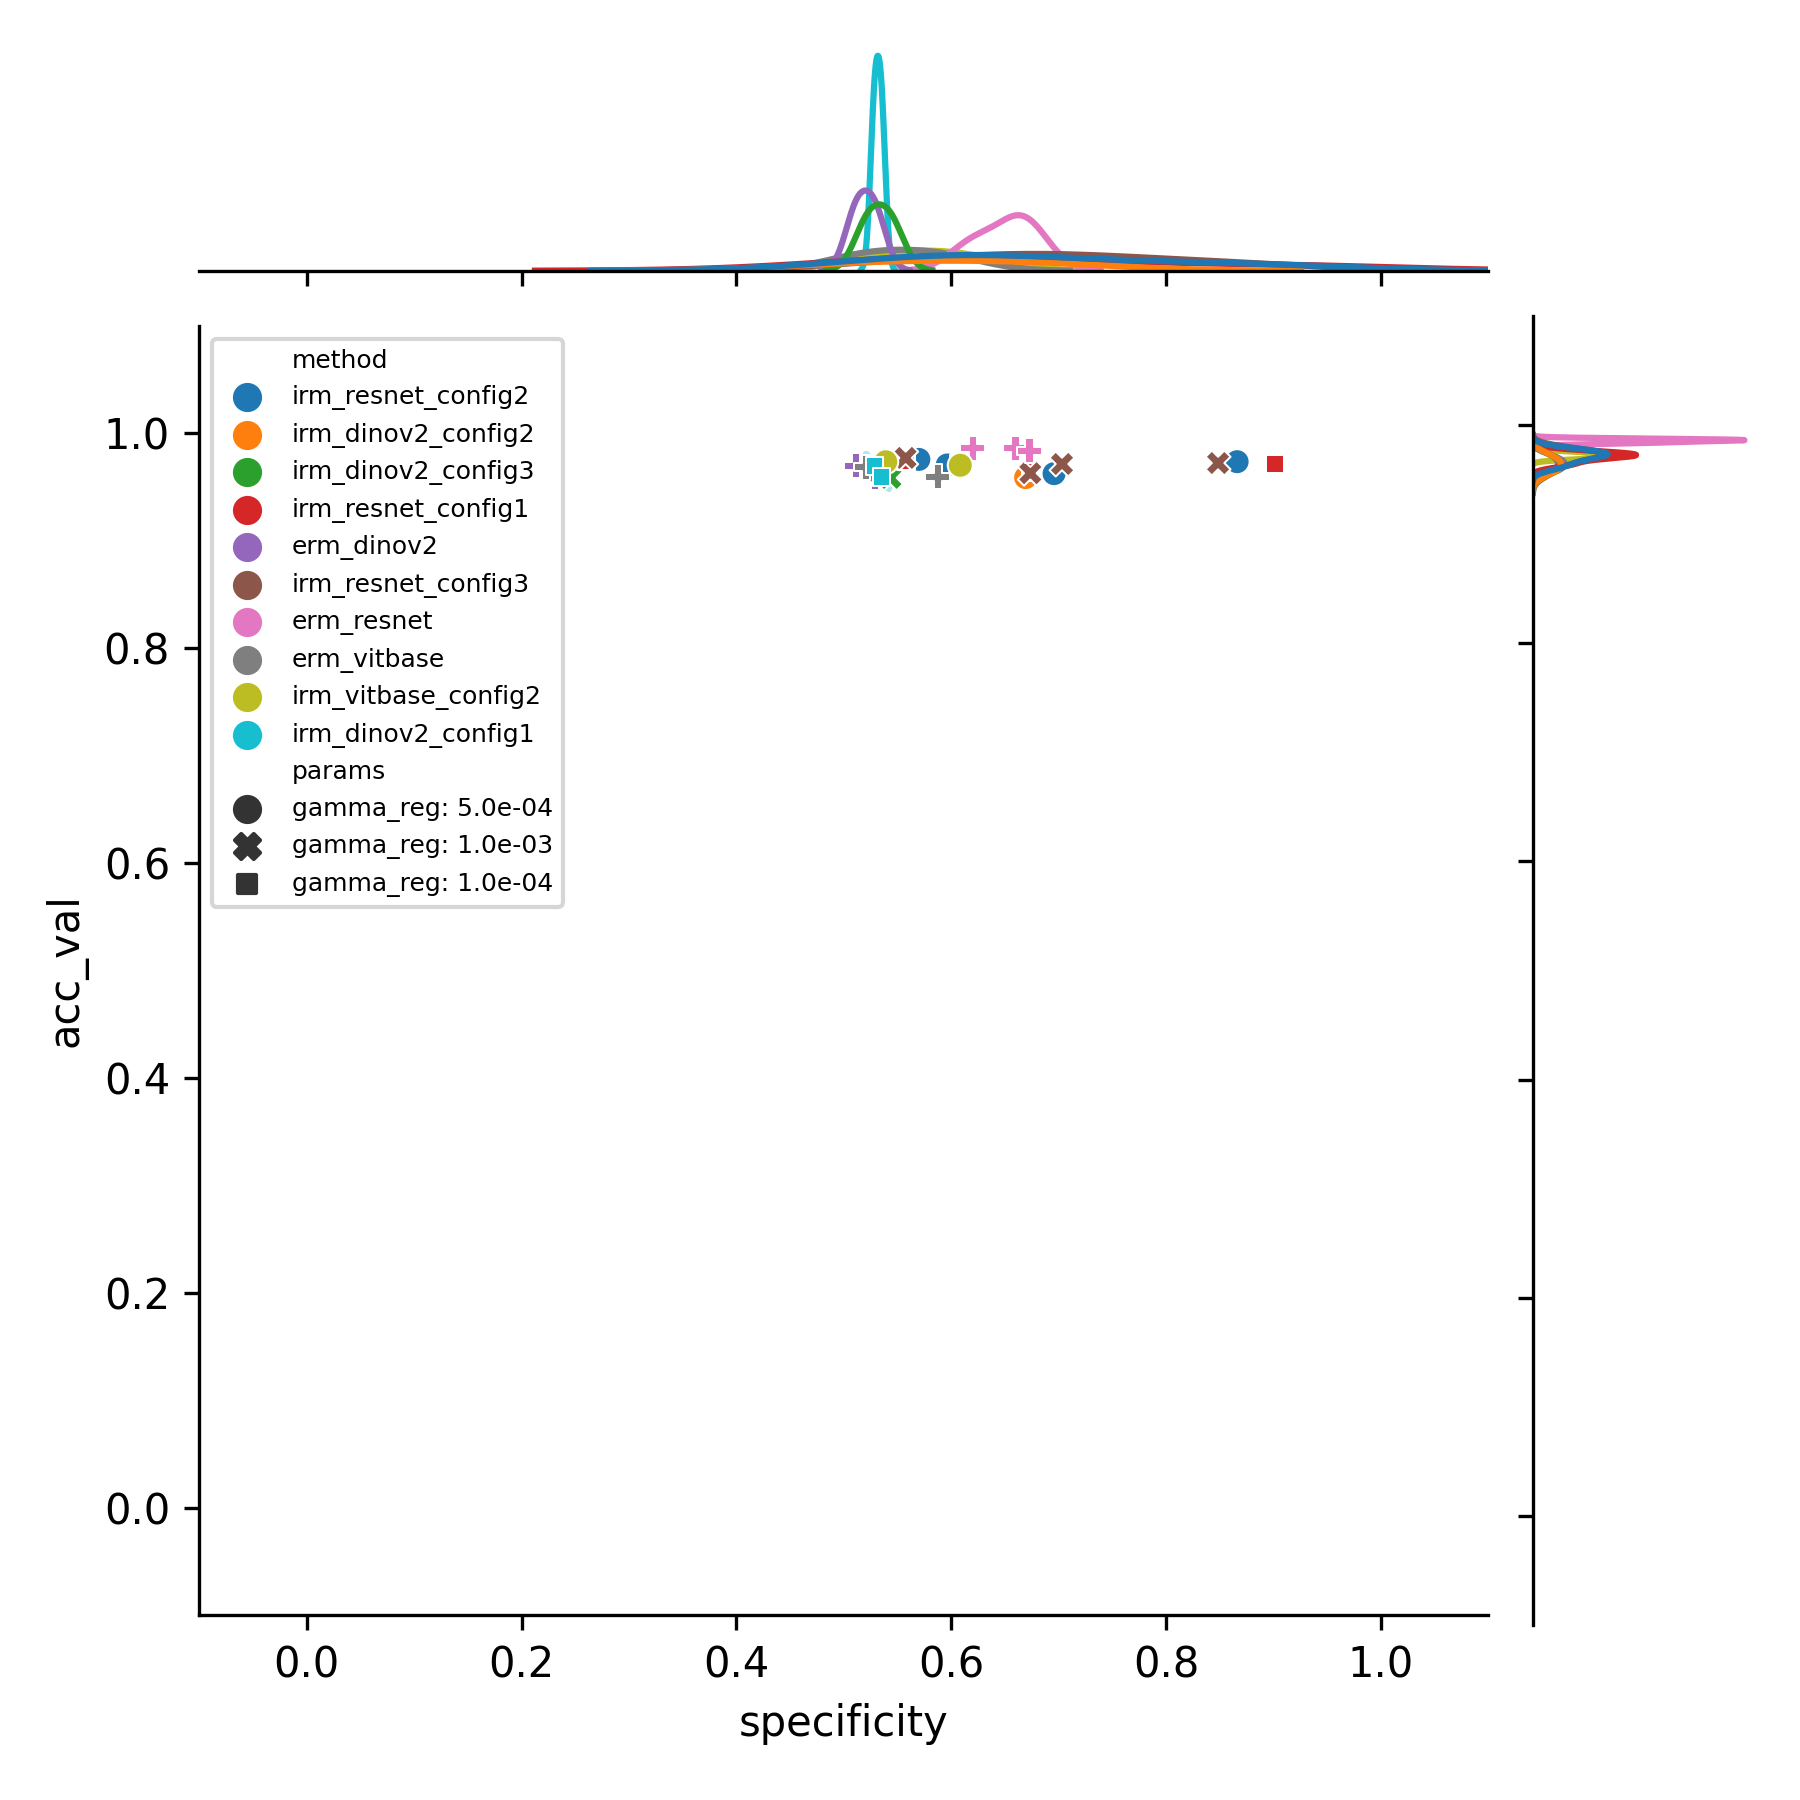 method
irm_resnet_config2
irm_dinov2_config2
irm_dinov2_config3
irm_resnet_config1
erm_dinov2
irm_resnet_config3
erm_resnet
erm_vitbase
irm_vitbase_config2
irm_dinov2_config1
params
gamma_reg: 5.0e-04
gamma_reg: 1.0e-03
gamma_reg: 1.0e-04
1.0
0.8
0.6
0.4
0.2
0.0
acc_val
0.0 0.2 0.4 0.6 0.8 1.0
specificity